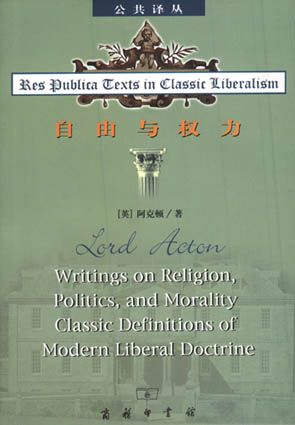 公共译丛
Res Publica Texts in Classic Liberalism
自由与权力
[英] 阿克顿／著
Lord Acton
Writings on Religion,
Politics, and Morality
Classic Definitions of
Modern Liberal Doctrine
商务印书馆